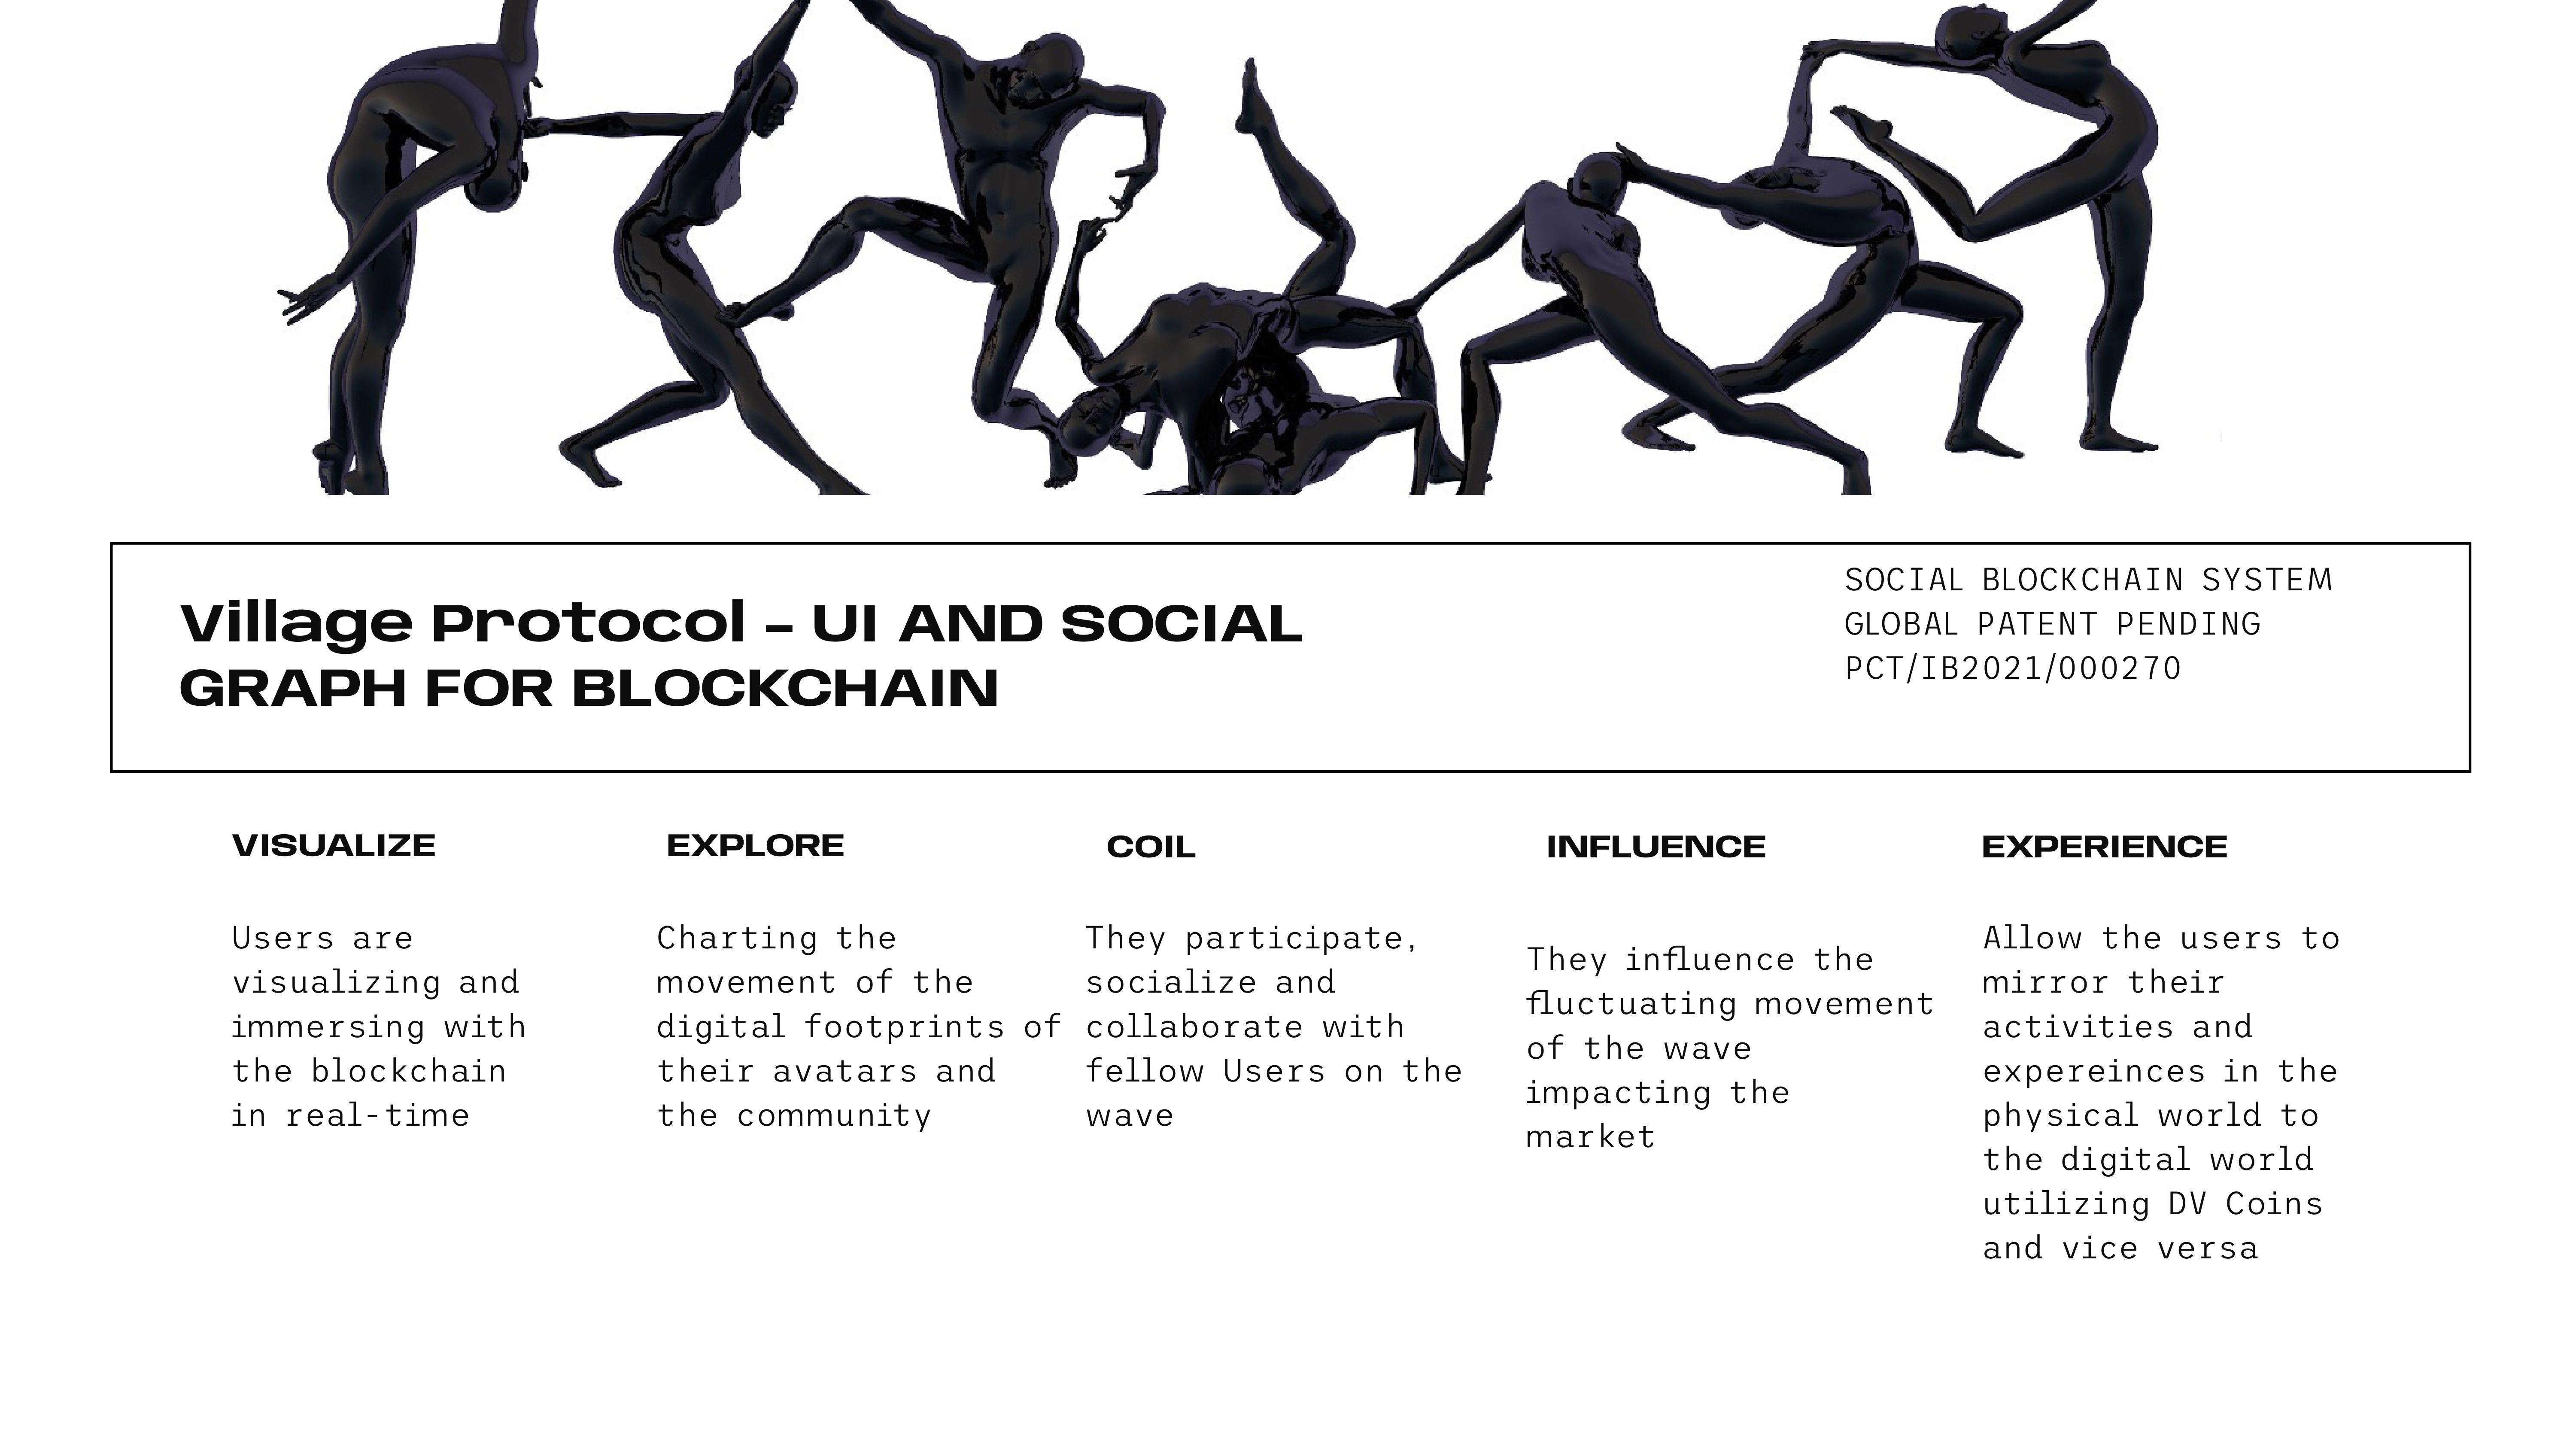 Village Protocol – UI AND SOCIAL
GRAPH FOR BLOCKCHAIN
SOCIAL BLOCKCHAIN SYSTEM
GLOBAL PATENT PENDING
PCT/IB2021/000270
VISUALIZE
Users are
visualizing and
immersing with
the blockchain
in real-time
EXPLORE
Charting the
movement of the
digital footprints of
their avatars and
the community
COIL
They participate,
socialize and
collaborate with
fellow Users on the
wave
INFLUENCE
They influence the
fluctuating movement
of the wave
impacting the
market
EXPERIENCE
Allow the users to
mirror their
activities and
expereinces in the
physical world to
the digital world
utilizing DV Coins
and vice versa